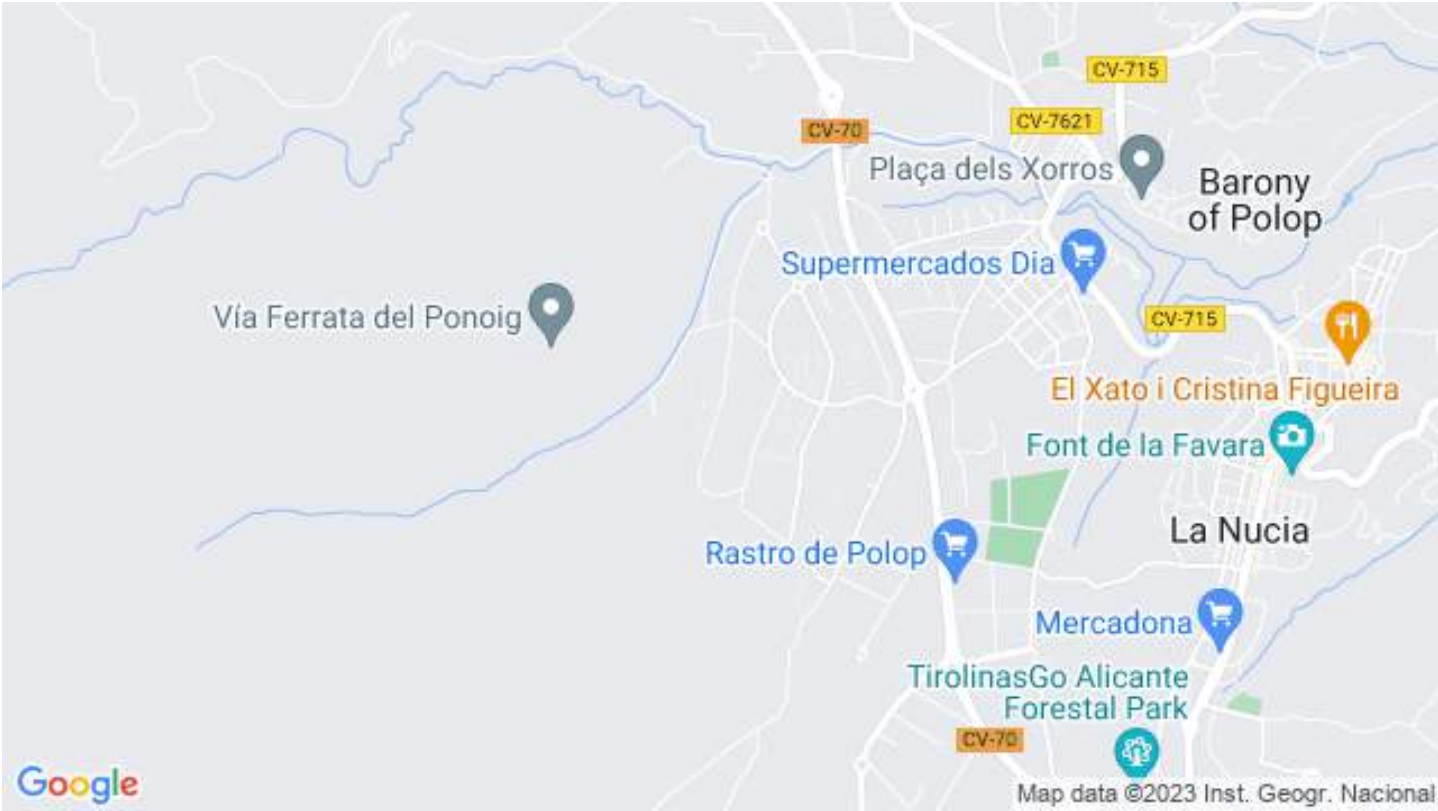 CV-715
CV-7621
CV-70
Plaça dels Xorros
Barony
of Polop
Supermercados Dia
Vía Ferrata del Ponoig
CV-715
El Xato i Cristina Figueira
Font de la Favara
La Nucia
Rastro de Polop
Mercadona
TirolinasGo Alicante
Forestal Park
CV-70
Google
Map data ©2023 Inst. Geogr. Nacional